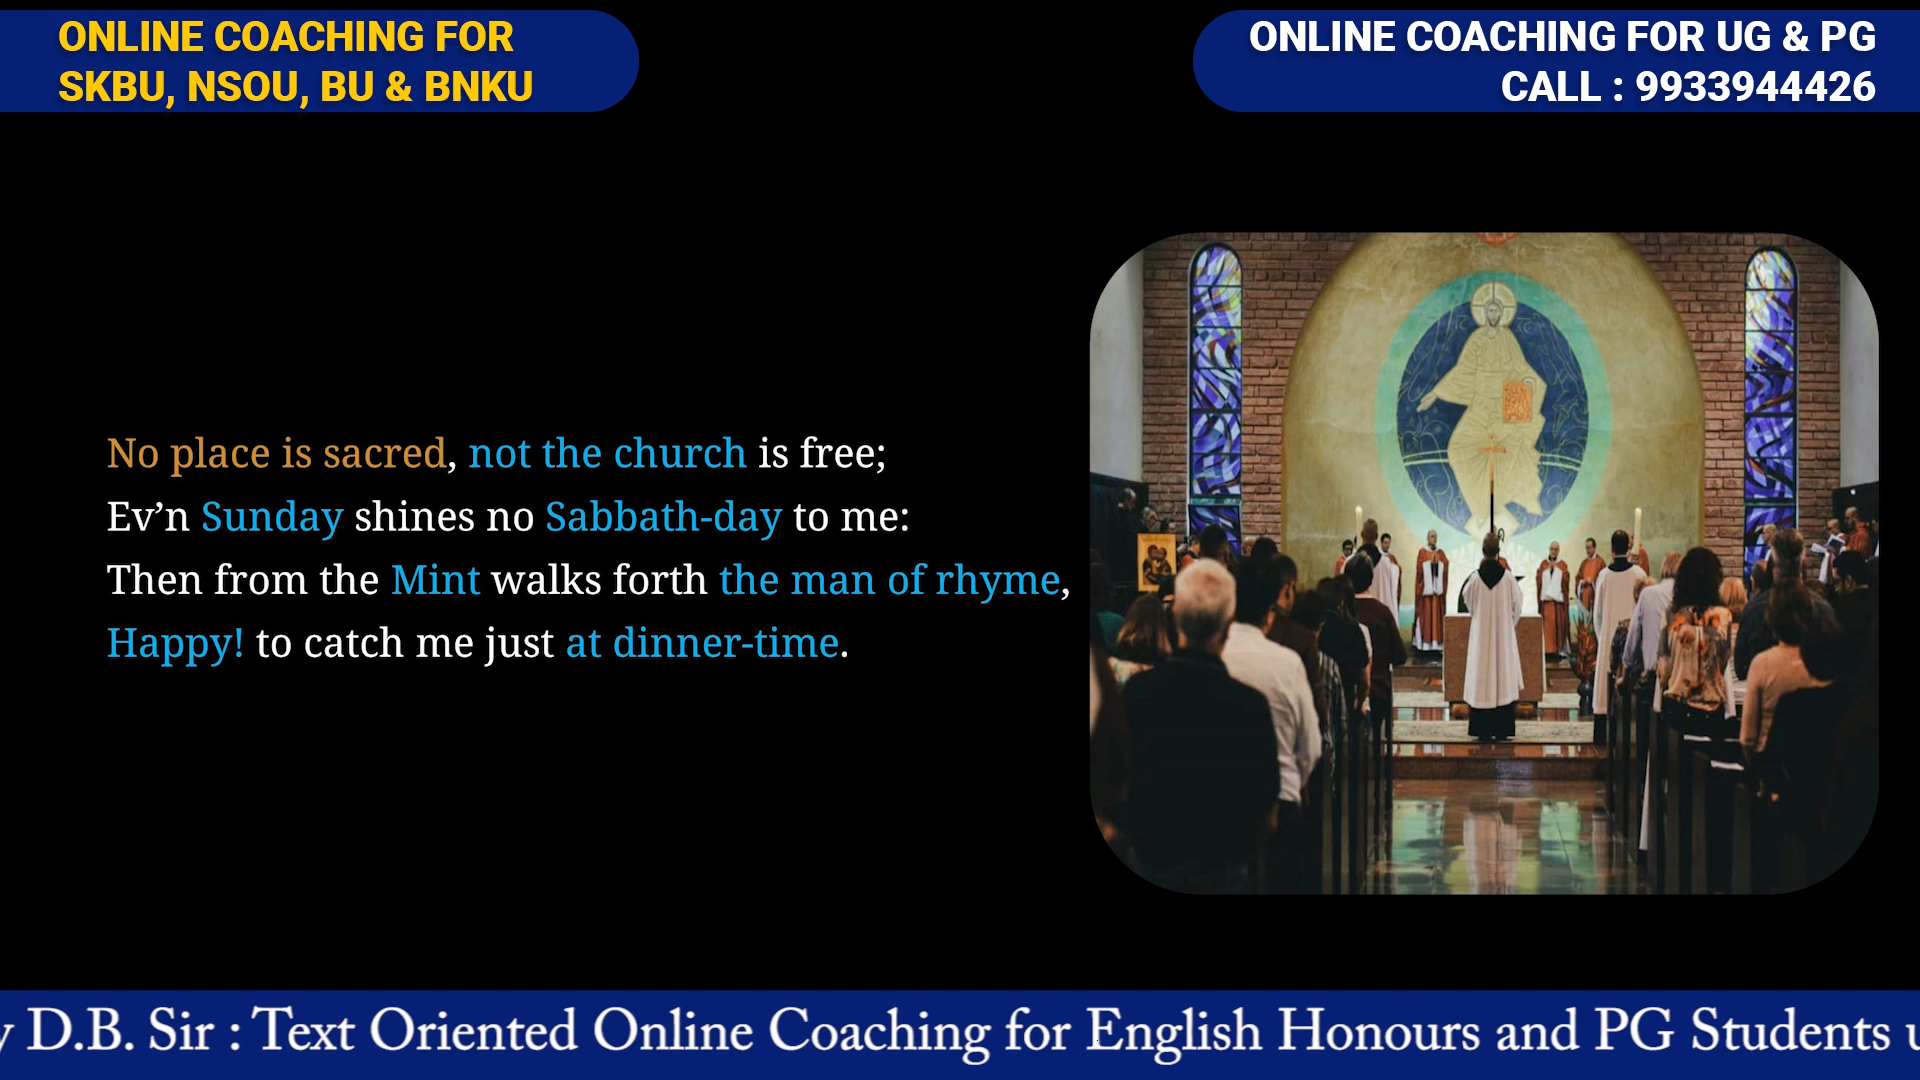 ONLINE COACHING FOR
SKBU, NSOU, BU & BNKU
ONLINE COACHING FOR UG & PG
CALL : 9933944426
No place is sacred, not the church is free;
Ev’n Sunday shines no Sabbath-day to me:
Then from the Mint walks forth the man of rhyme,
Happy! to catch me just at dinner-time.
D.B. Sir : Text Oriented Online Coaching for English Honours and PG Students